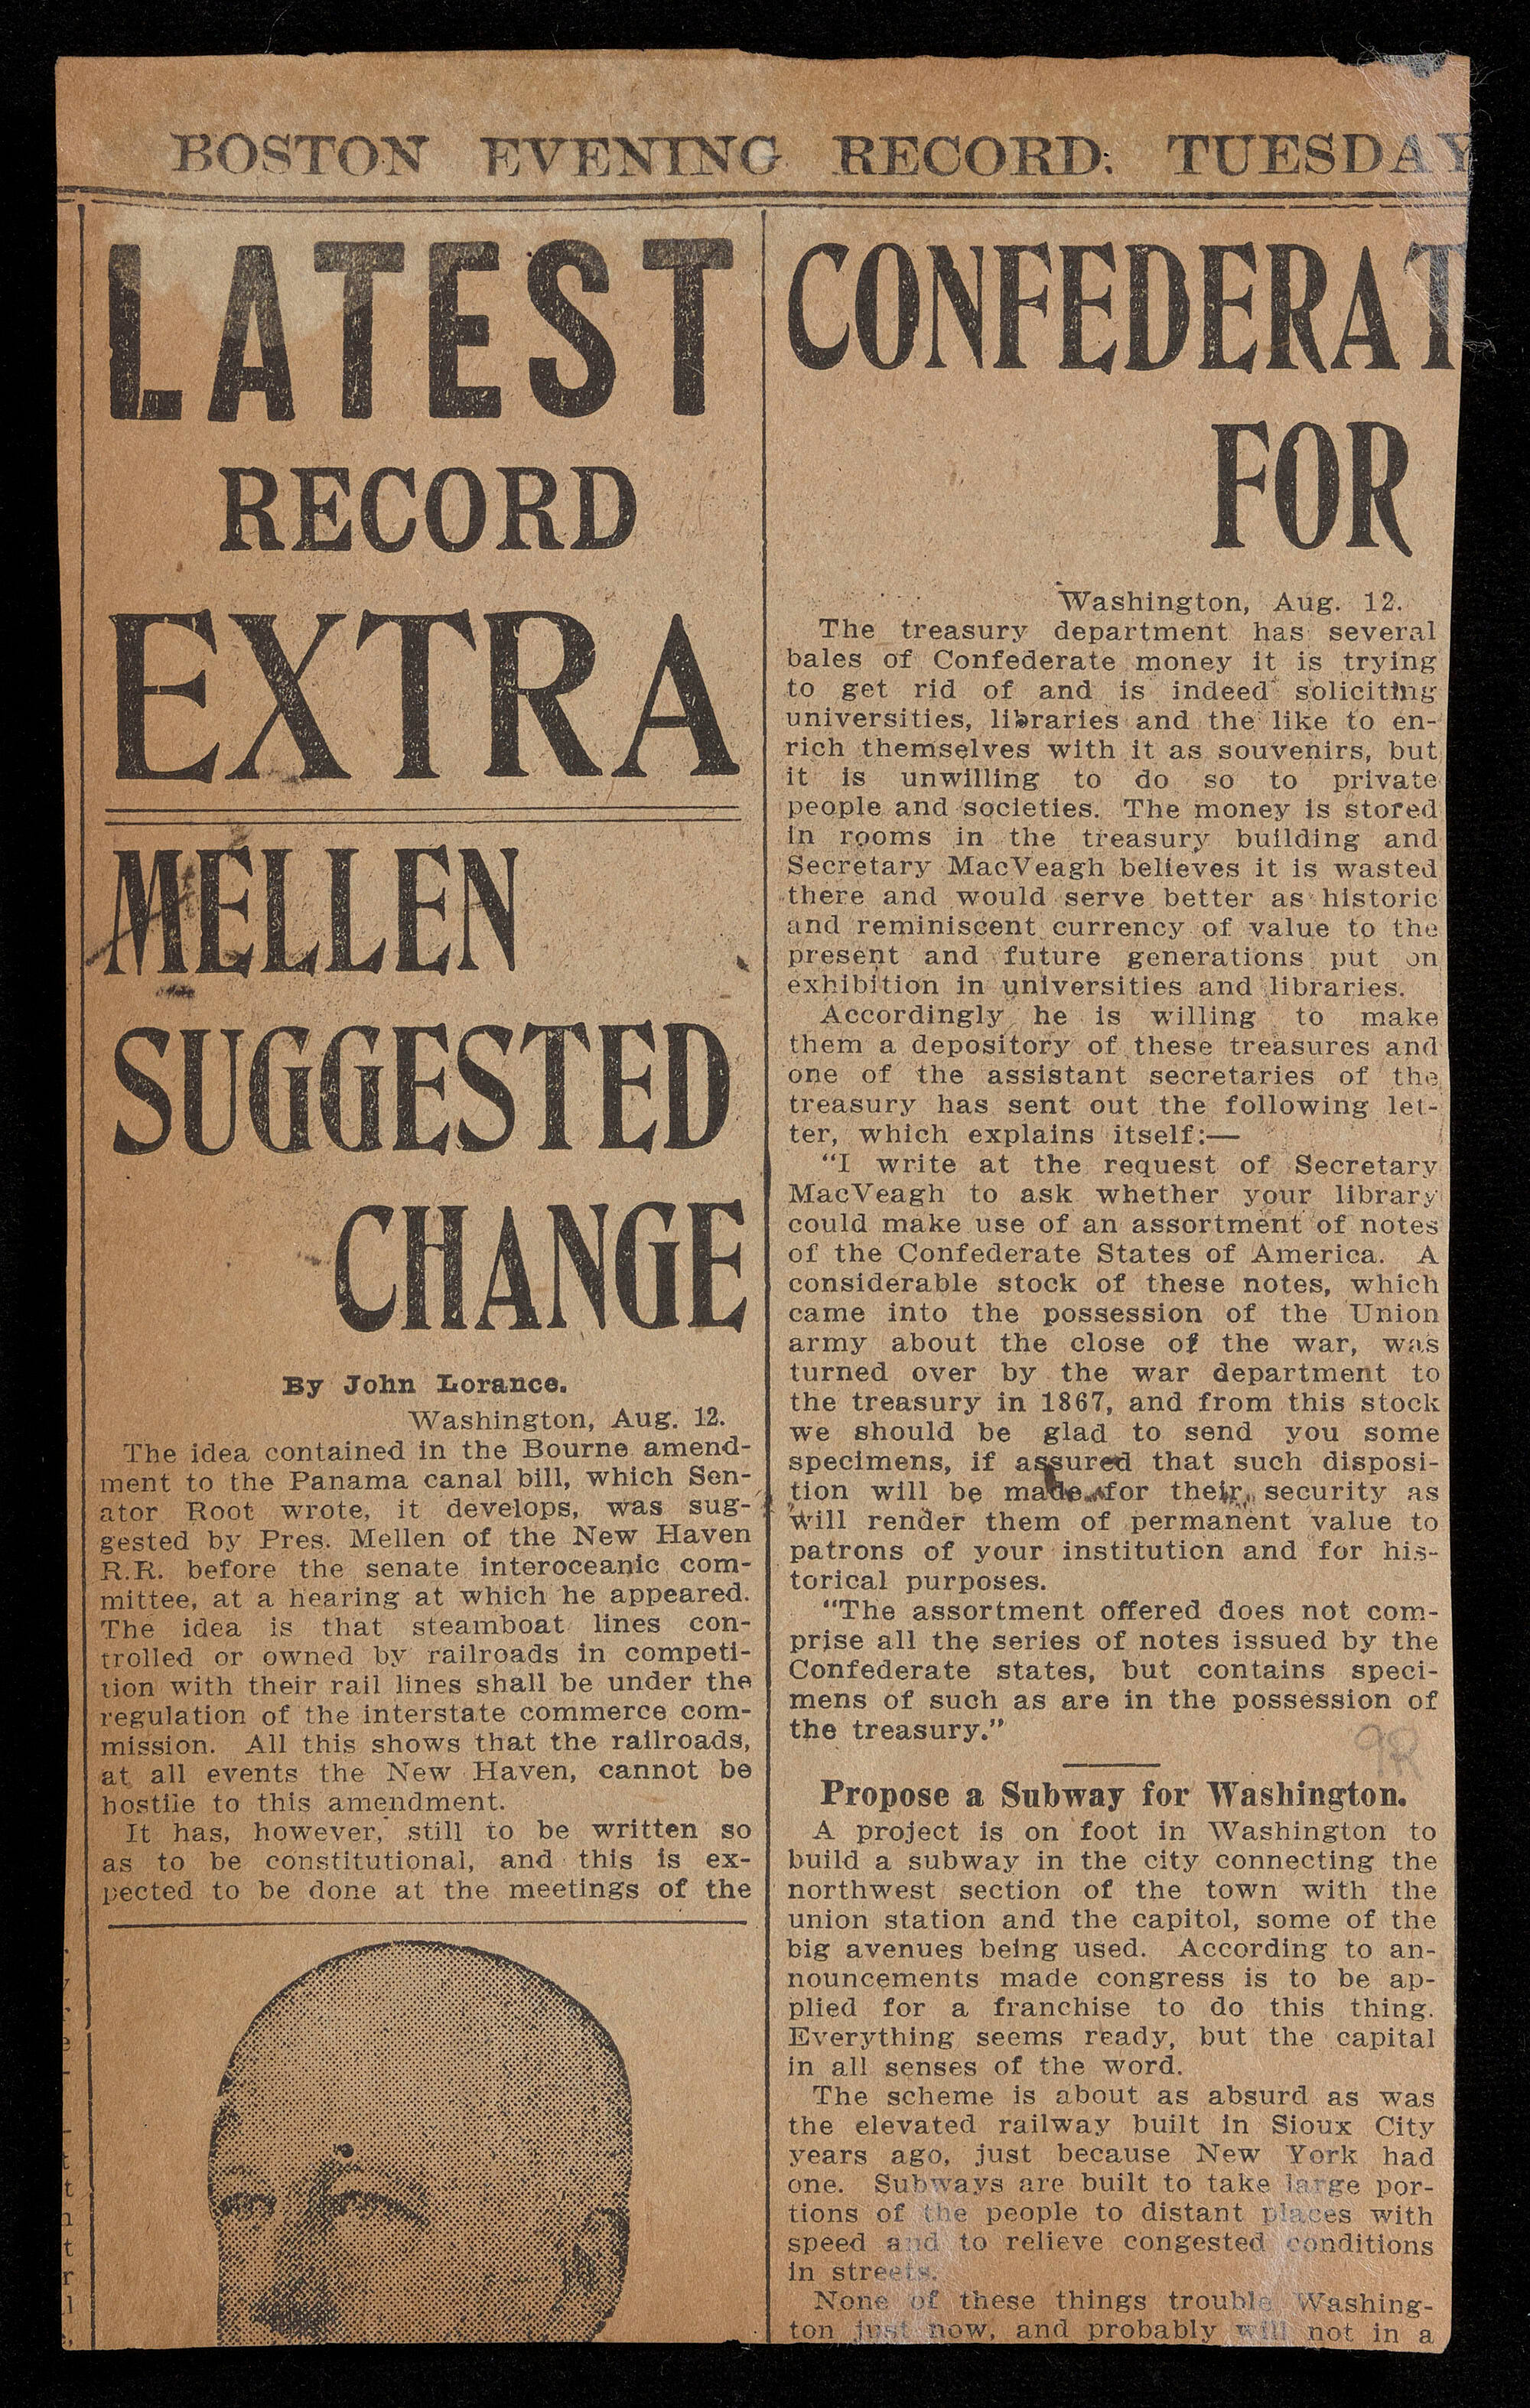 BOSTON EVENING RECORD: TUESDAY
LATEST
RECORD
EXTRA
MELLEN
SUGGESTED
CHANGE
By John Lorance.
Washington, Aug. 12.
The idea contained in the Bourne amend-
ment to the Panama canal bill, which Sen-
ator Root wrote, it develops, was sug-
gested by Pres. Mellen of the New Haven
R.R. before the senate interoceanic com-
mittee, at a hearing at which he appeared.
The idea is that steamboat lines con-
trolled or owned by railroads in competi-
tion with their rail lines shall be under the
regulation of the interstate commerce com-
mission. All this shows that the railroads,
at all events the New Haven, cannot be
hostile to this amendment.
It has, however, still to be written so
as to be constitutional, and this is ex-
pected to be done at the meetings of the
CONFEDERAT
FOR
Washington, Aug. 12.
The treasury department has several
bales of Confederate money it is trying
to get rid of and is indeed soliciting
universities, libraries and the like to en-
rich themselves with it as souvenirs, but
it is unwilling to do so to private
people and societies. The money is stored
in rooms in the treasury building and
Secretary MacVeagh believes it is wasted
there and would serve better as historic
and reminiscent currency of value to the
present and future generations put on
exhibition in universities and libraries.
Accordingly he is willing to make
them a depository of these treasures and
one of the assistant secretaries of the
treasury has sent out the following let-
ter, which explains itself:—
"I write at the request of Secretary
MacVeagh to ask whether your library
could make use of an assortment of notes
of the Confederate States of America. A
considerable stock of these notes, which
came into the possession of the Union
army about the close of the war, was
turned over by the war department to
the treasury in 1867, and from this stock
we should be glad to send you some
specimens, if assured that such disposi-
tion will be made for their security as
will render them of permanent value to
patrons of your institution and for his-
torical purposes.
"The assortment offered does not com-
prise all the series of notes issued by the
Confederate states, but contains speci-
mens of such as are in the possession of
the treasury."
Propose a Subway for Washington.
A project is on foot in Washington to
build a subway in the city connecting the
northwest section of the town with the
union station and the capitol, some of the
big avenues being used. According to an-
nouncements made congress is to be ap-
plied for a franchise to do this thing.
Everything seems ready, but the capital
in all senses of the word.
The scheme is about as absurd as was
the elevated railway built in Sioux City
years ago, just because New York had
one. Subways are built to take large por-
tions of the people to distant places with
speed and to relieve congested conditions
in streets.
None of these things trouble Washing-
ton just now, and probably will not in a